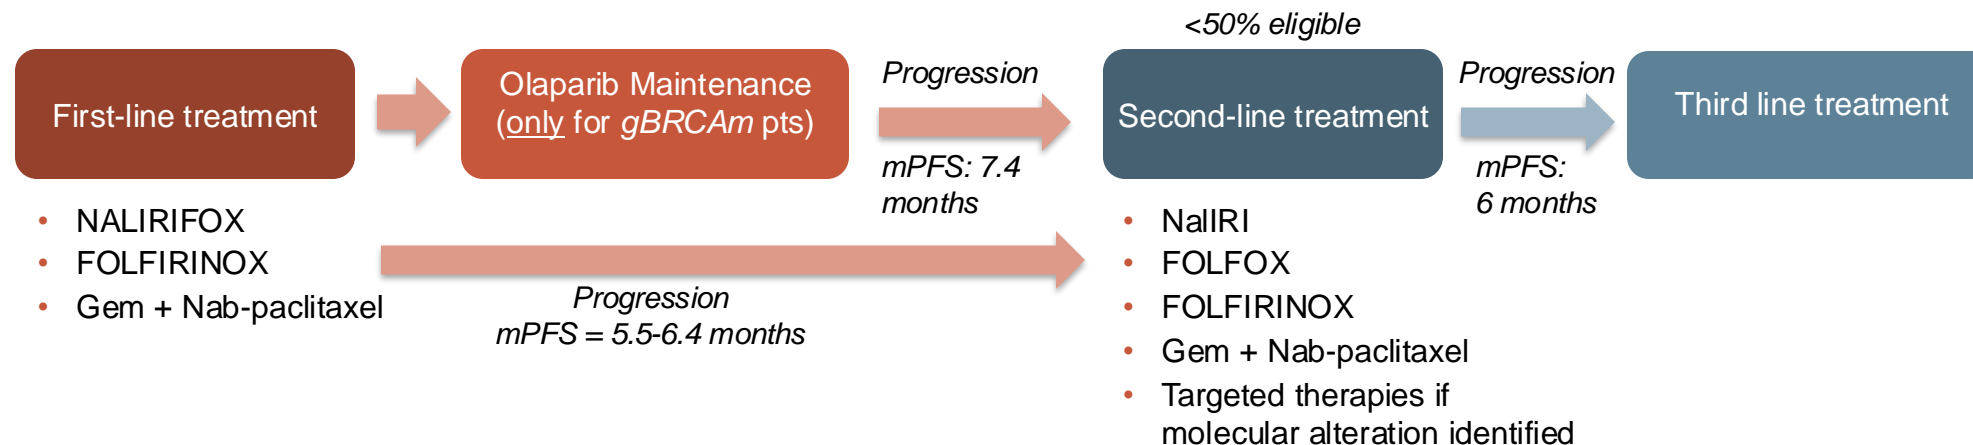 First-line treatment
• NALIRIFOX
• FOLFIRINOX
• Gem + Nab-paclitaxel
Olaparib Maintenance
(only for gBRCAm pts)
Progression
mPFS: 7.4
months
Progression
mPFS = 5.5-6.4 months
<50% eligible
Second-line treatment
• NalIRI
• FOLFOX
• FOLFIRINOX
• Gem + Nab-paclitaxel
• Targeted therapies if
molecular alteration identified
Progression
mPFS:
6 months
Third line treatment